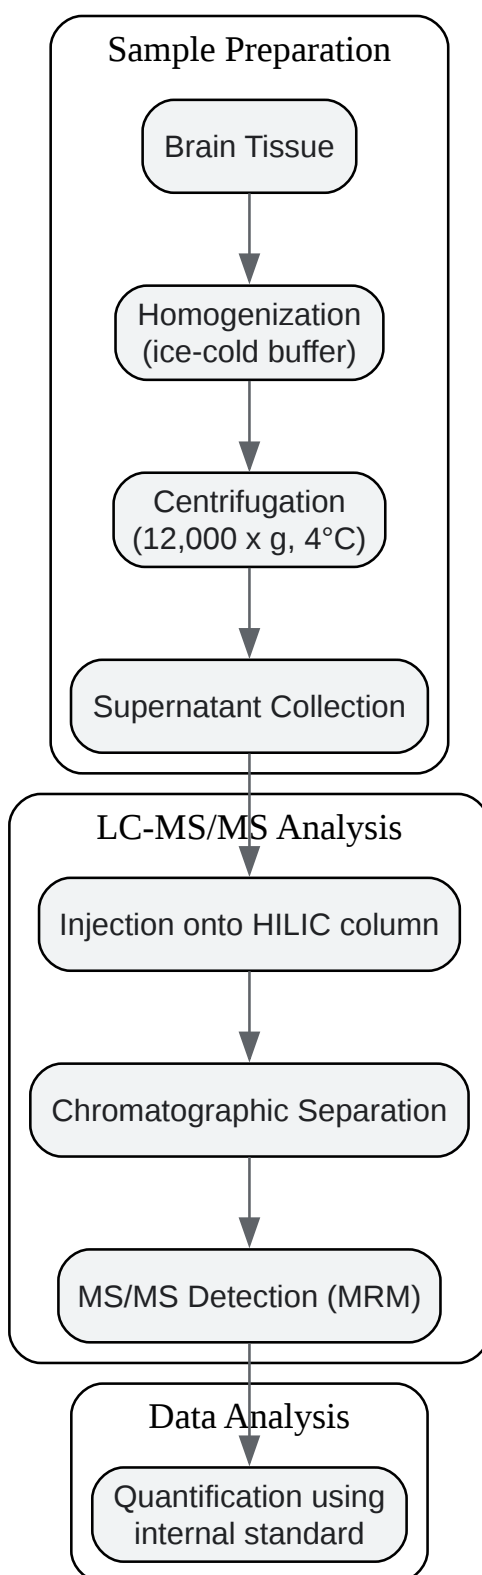 Sample Preparation
Brain Tissue
Homogenization
(ice-cold buffer)
Centrifugation
(12,000 x g, 4°C)
Supernatant Collection
LC-MS/MS Analysis
Injection onto HILIC column
Chromatographic Separation
MS/MS Detection (MRM)
Data Analysis
Quantification using
internal standard